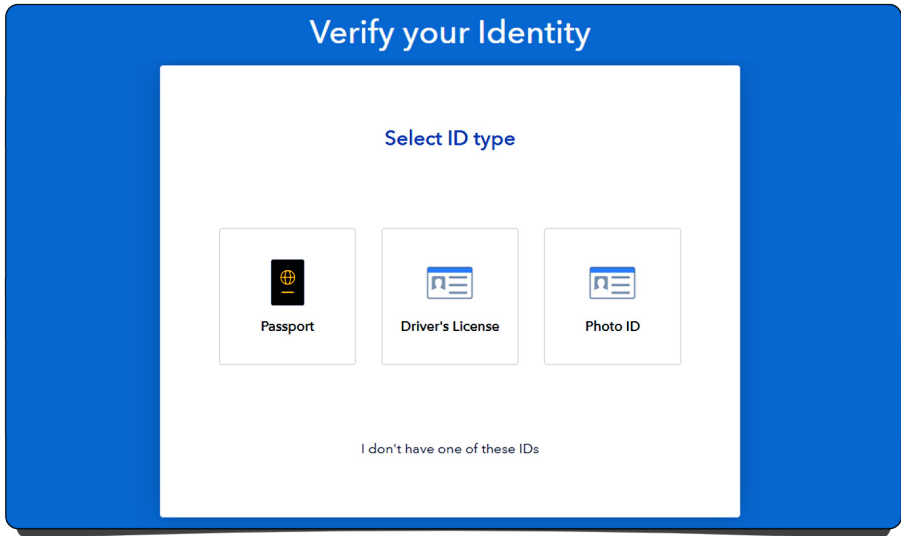 Verify your Identity
Select ID type
Passport
Driver's License
Photo ID
I don't have one of these IDs